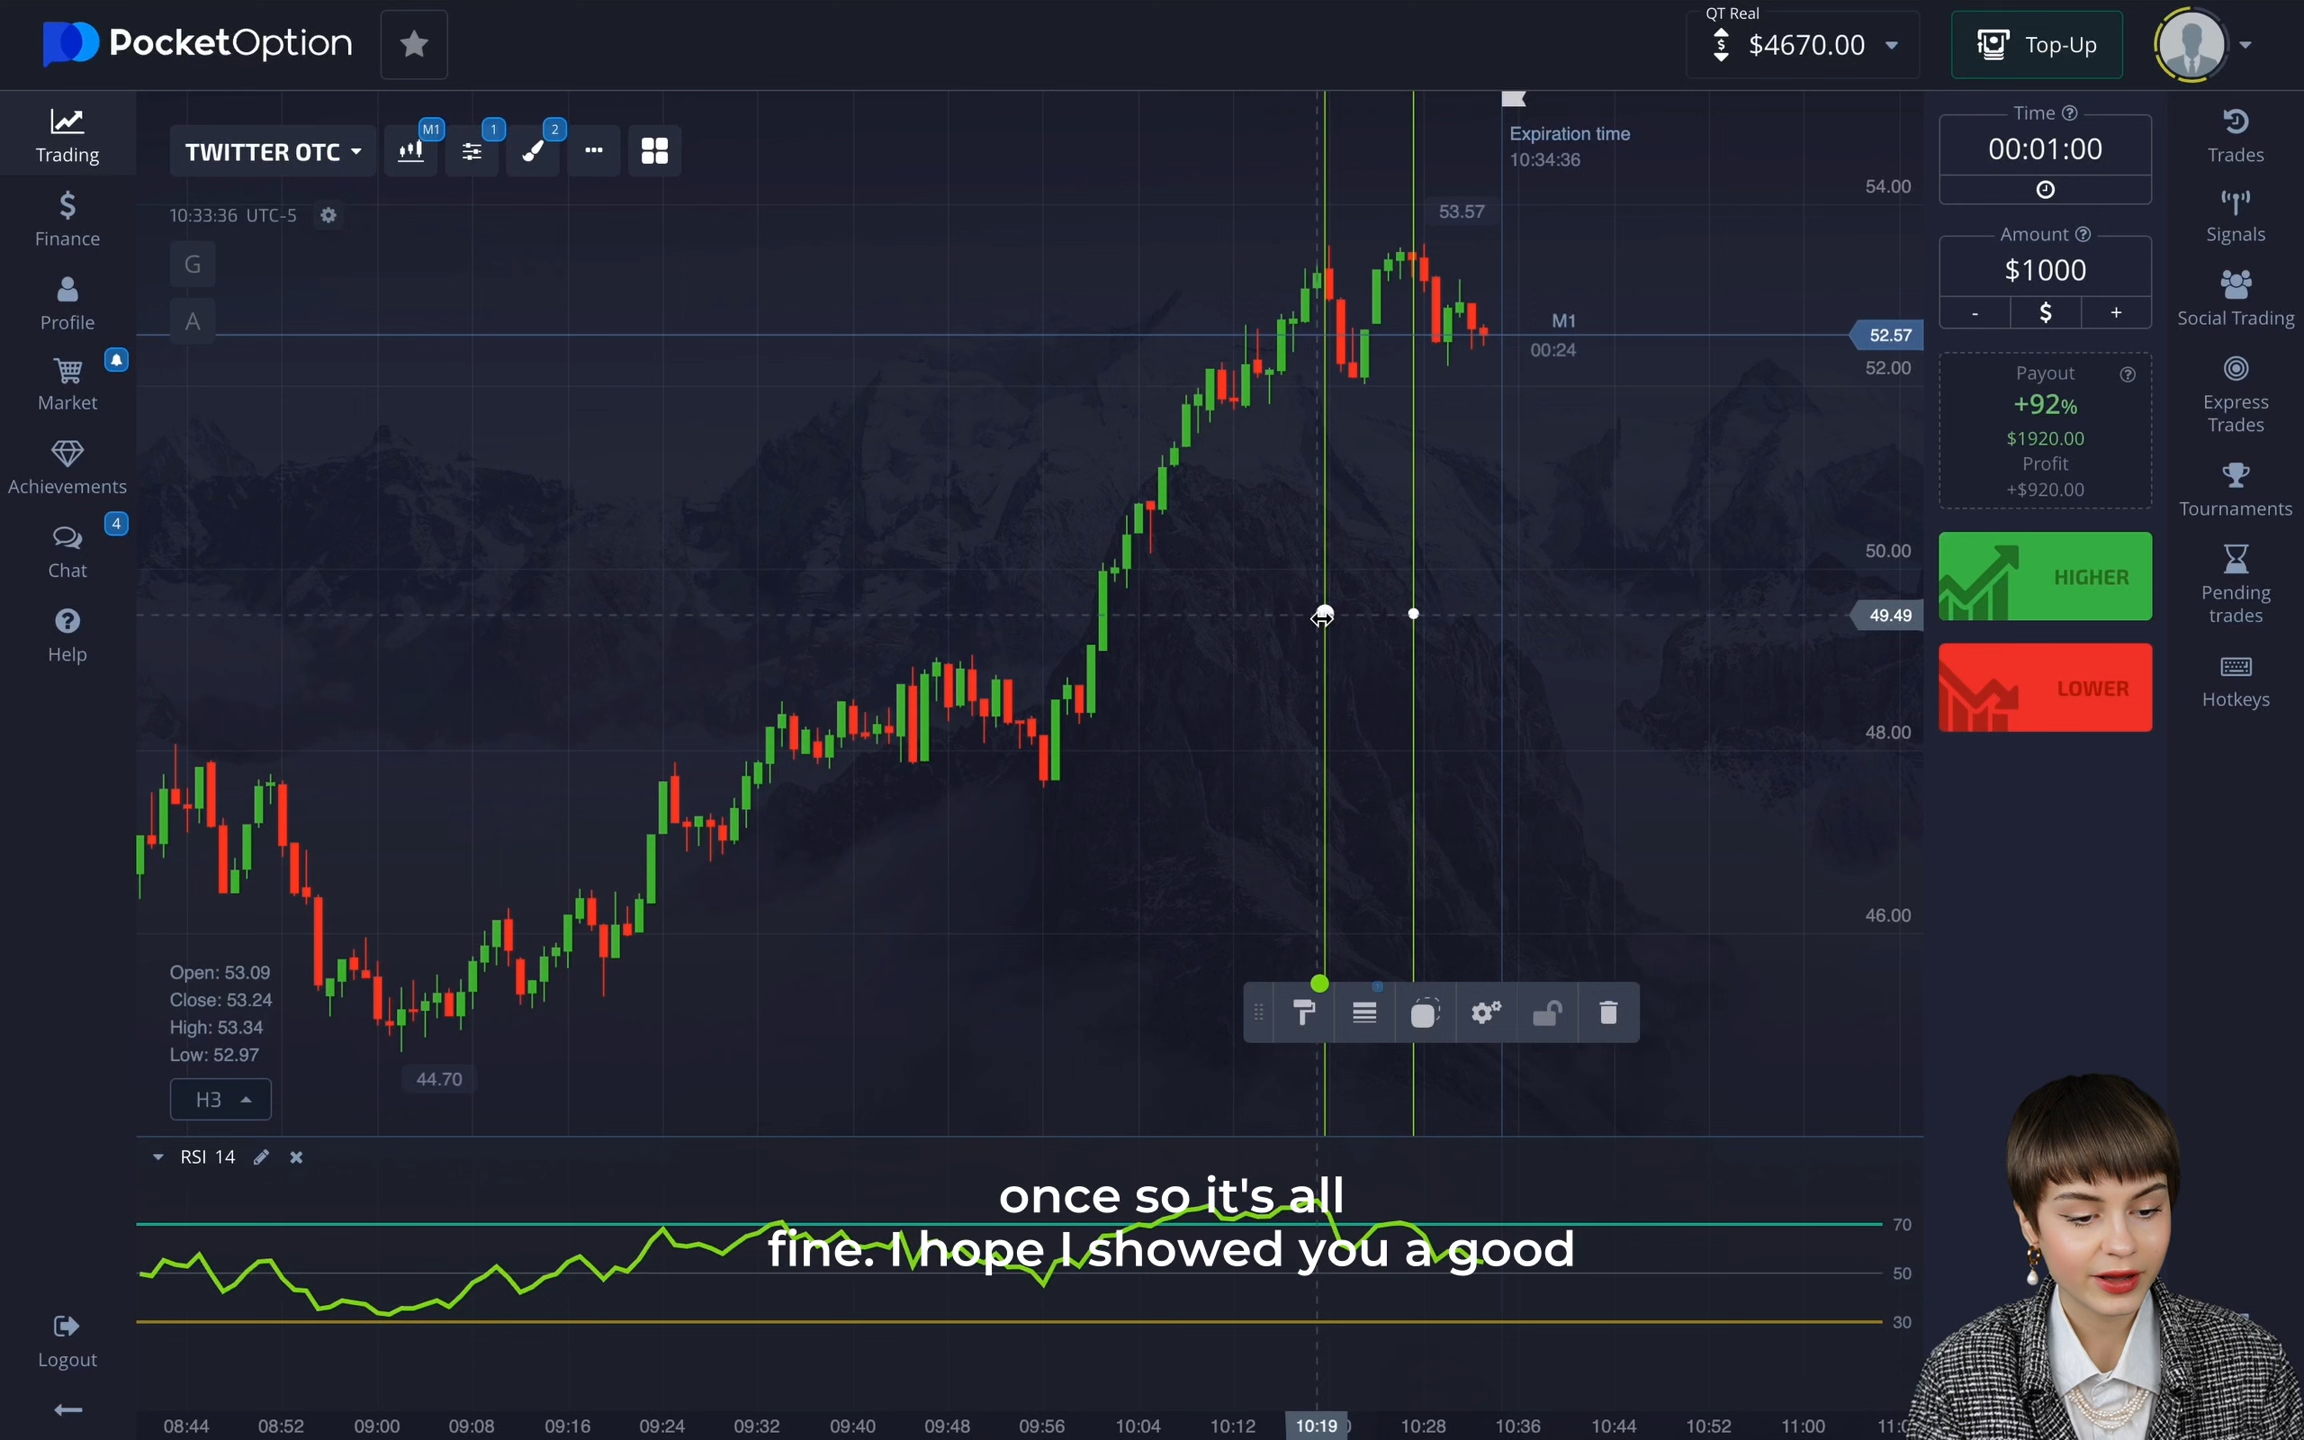 PocketOption
QT Real
$4670.00
Top-Up
Trading
Finance
Profile
Market
Achievements
4
Chat
Help
Logout
TWITTER OTC
M1
1
2
10:33:36 UTC-5
G
A
Expiration time
10:34:36
53.57
M1
00:24
54.00
52.57
52.00
50.00
49.49
48.00
46.00
Open: 53.09
Close: 53.24
High: 53.34
Low: 52.97
44.70
H3
RSI 14
once so it's all
fine. I hope I showed you a good
70
50
30
08:44 08:52 09:00 09:08 09:16 09:24 09:32 09:40 09:48 09:56 10:04 10:12 10:19 10:28 10:36 10:44 10:52 11:00
Time
00:01:00
Amount
$1000
- $ +
Payout
+92%
$1920.00
Profit
+$920.00
HIGHER
LOWER
Trades
Signals
Social Trading
Express
Trades
Tournaments
Pending
trades
Hotkeys